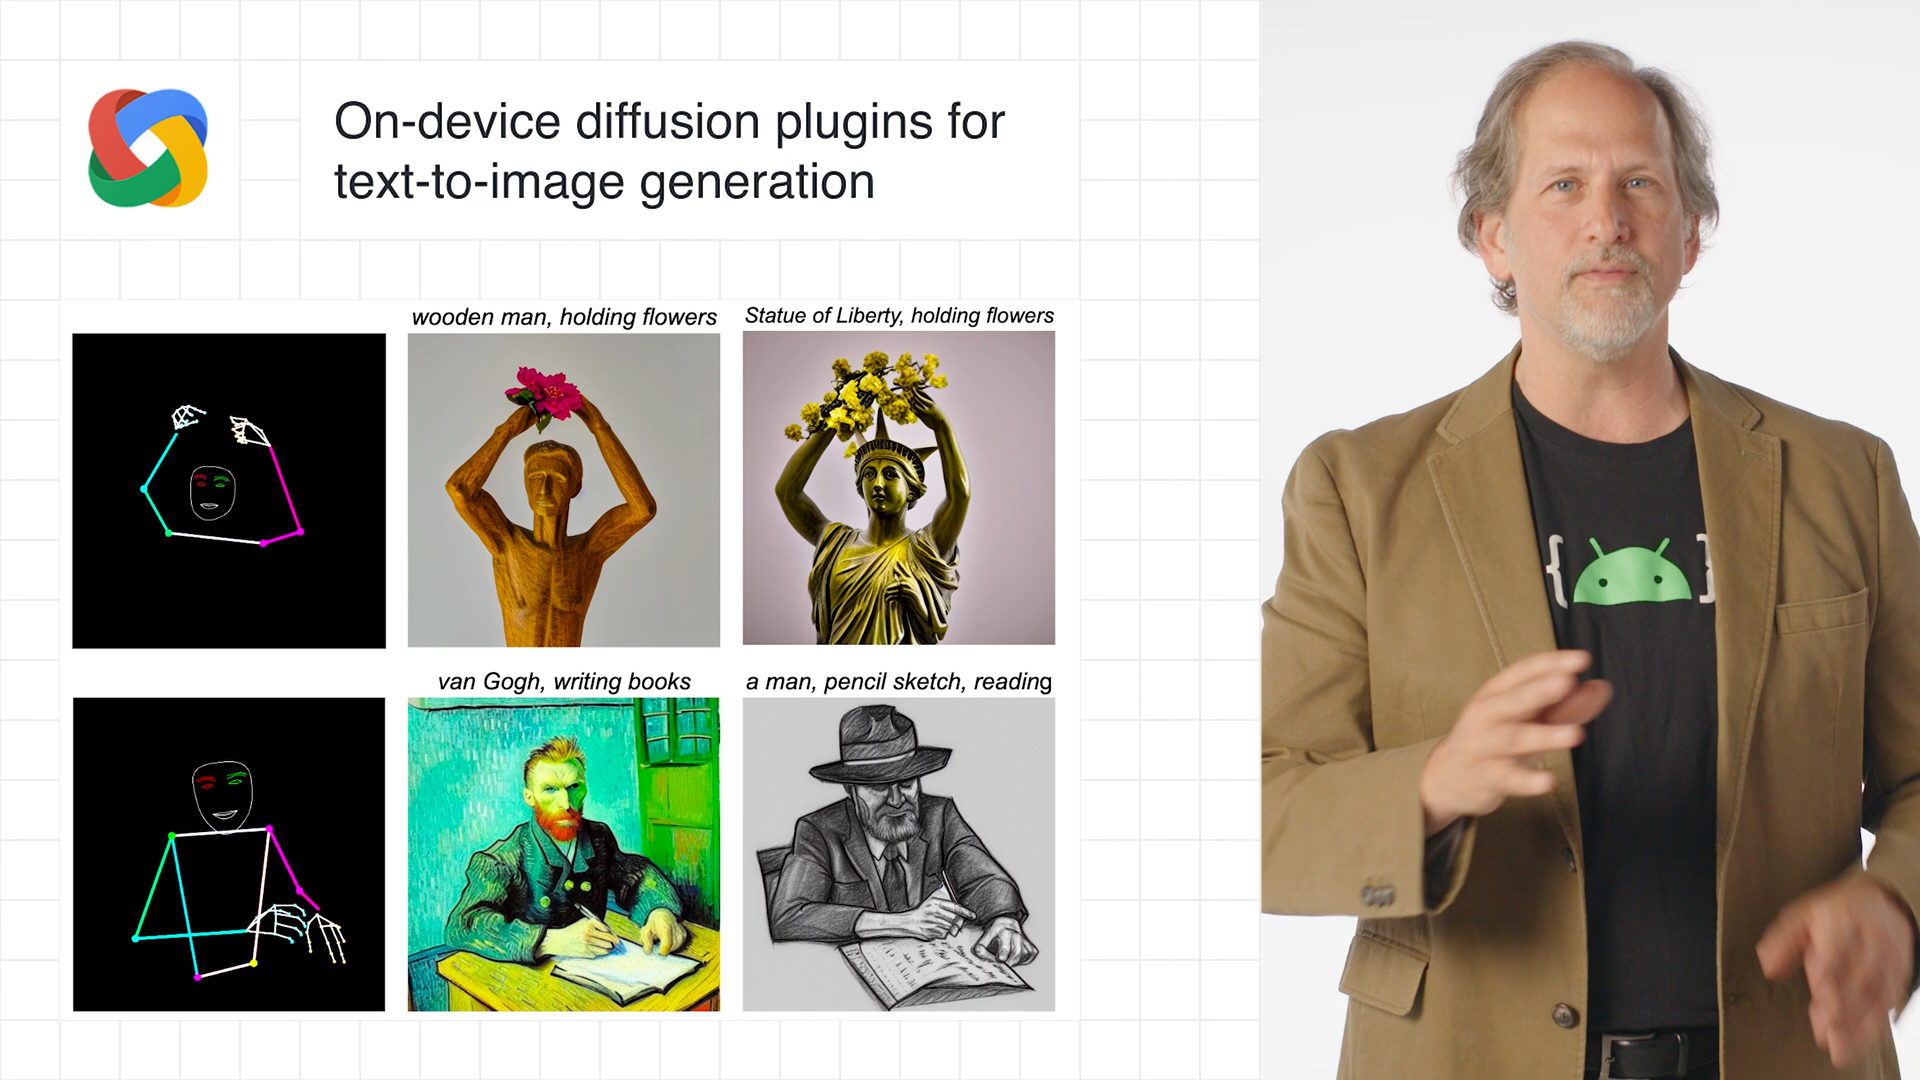 On-device diffusion plugins for
text-to-image generation
wooden man, holding flowers
Statue of Liberty, holding flowers
van Gogh, writing books
a man, pencil sketch, reading
{ }